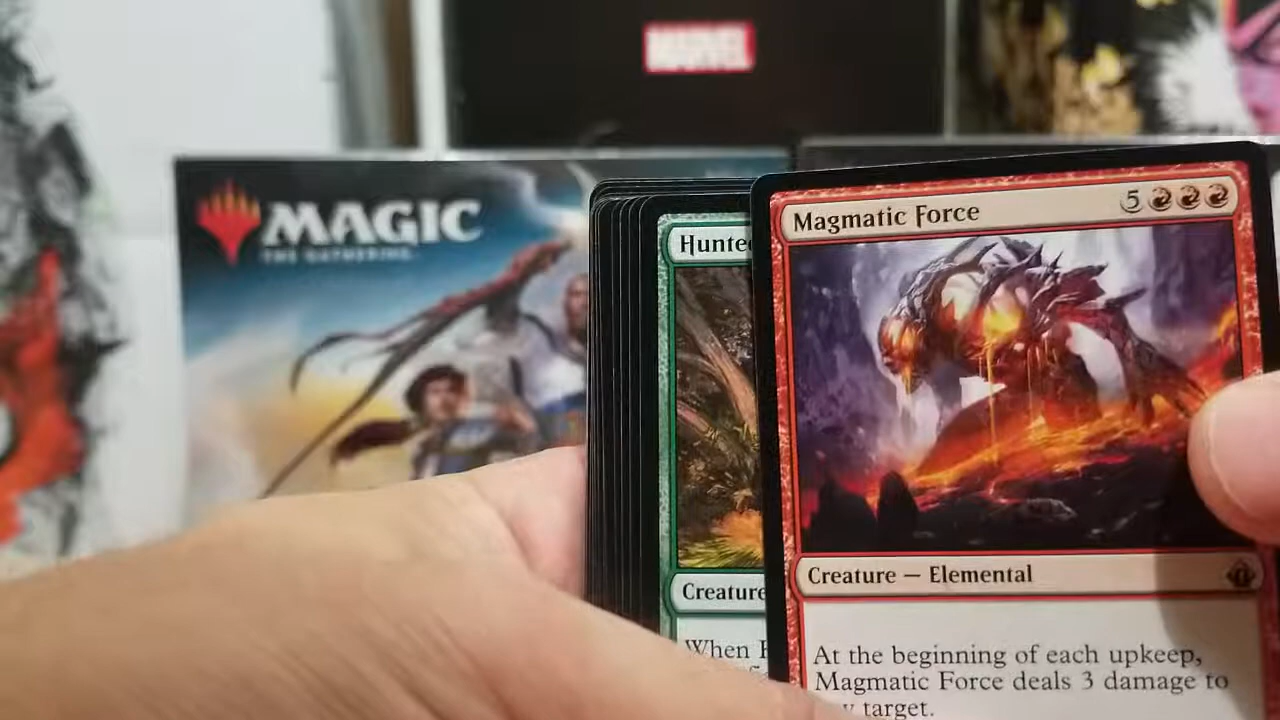 MARVEL
MAGIC
THE GATHERING
Hunte
Magmatic Force
5
Creature
Creature — Elemental
When
At the beginning of each upkeep,
Magmatic Force deals 3 damage to
target.